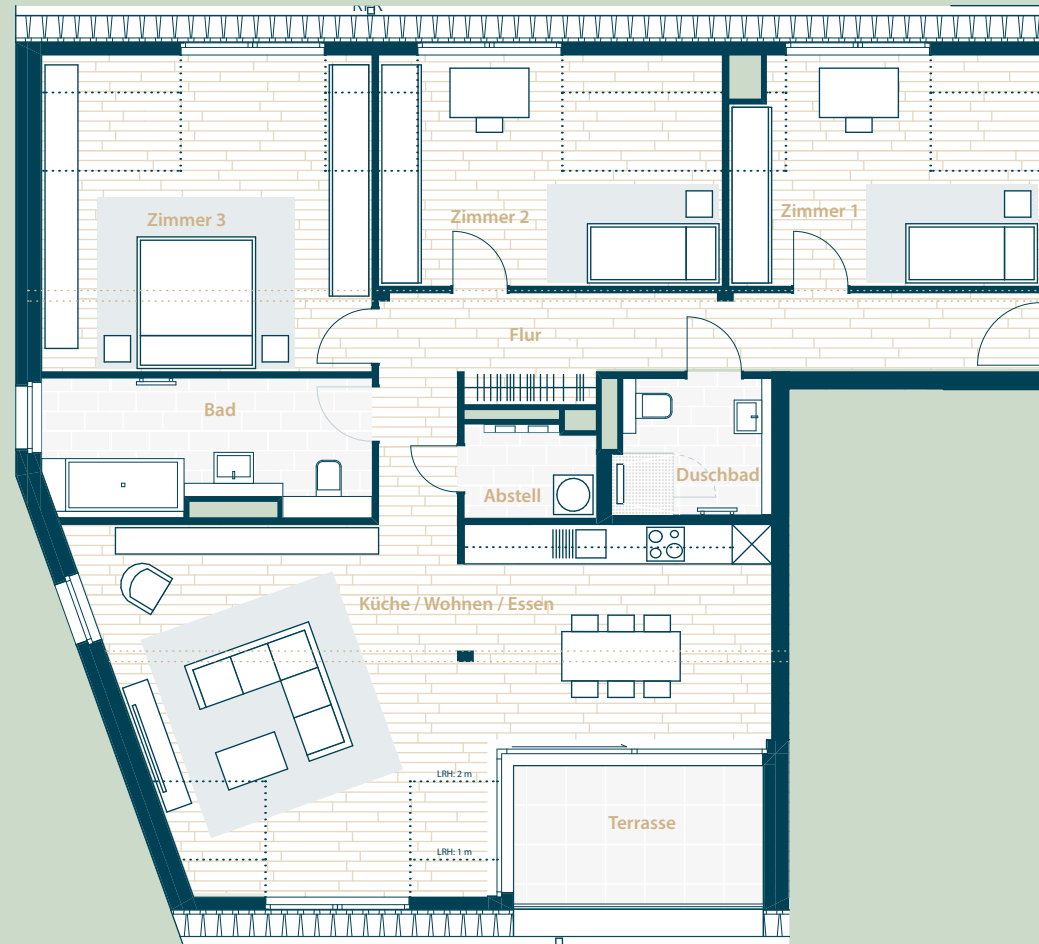 Zimmer 3
Zimmer 2
Zimmer 1
Flur
Bad
Abstell
Duschbad
Küche / Wohnen / Essen
LRH: 2 m
Terrasse
LRH: 1 m